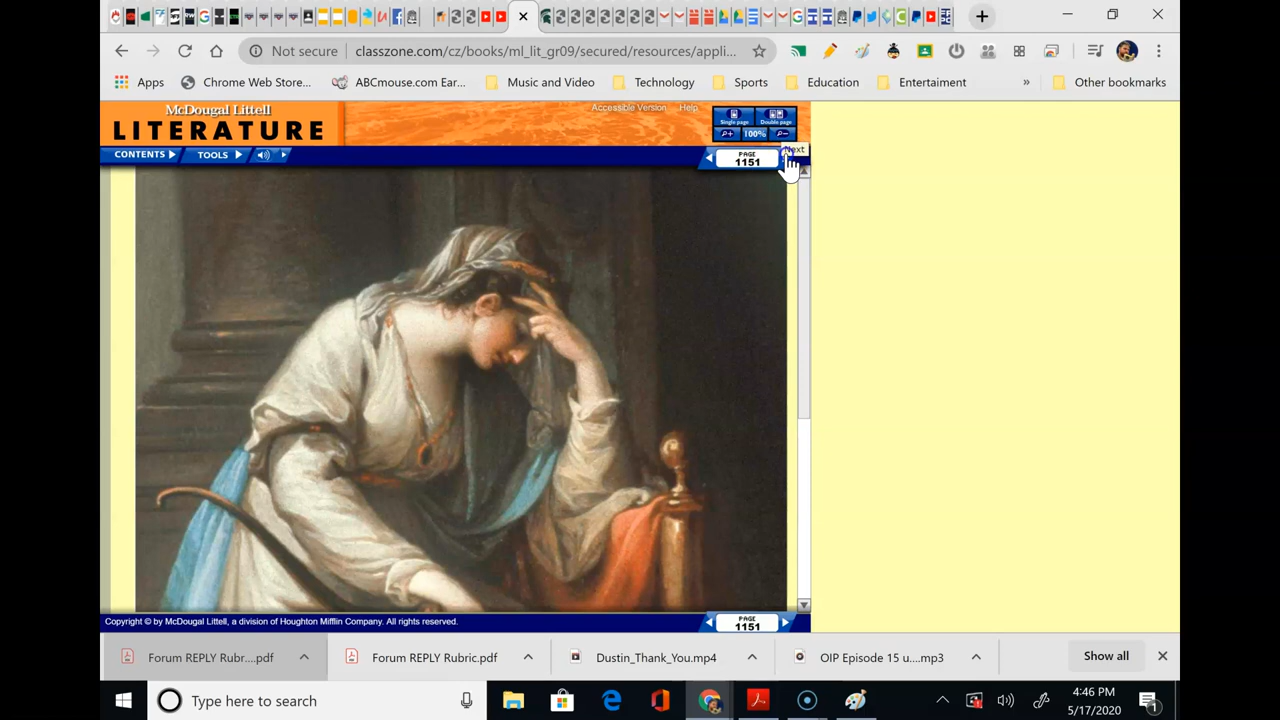 Not secure
classzone.com/cz/books/ml_lit_gr09/secured/resources/appli...
Apps
Chrome Web Store...
ABCmouse.com Ear...
Music and Video
Technology
Sports
Education
Entertaiment
»
Other bookmarks
McDougal Littell
LITERATURE
Accessible Version
Help
Single page
Double page
100%
CONTENTS
TOOLS
PAGE
1151
Next
Copyright © by McDougal Littell, a division of Houghton Mifflin Company. All rights reserved.
PAGE
1151
Forum REPLY Rubr....pdf
Forum REPLY Rubric.pdf
Dustin_Thank_You.mp4
OIP Episode 15 u....mp3
Show all
Type here to search
4:46 PM
5/17/2020
1